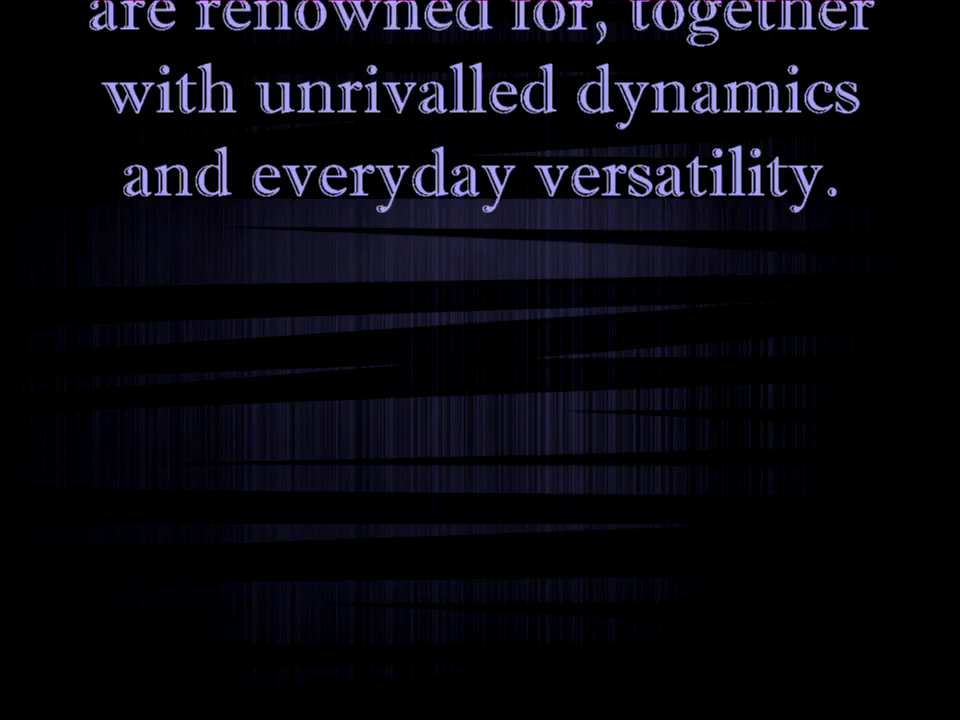 are renowned for, together
with unrivalled dynamics
and everyday versatility.